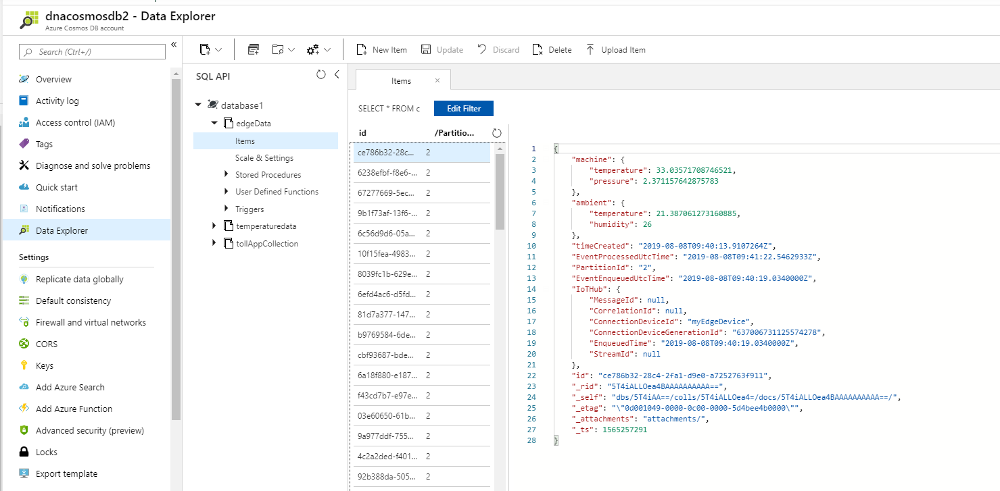 dnacosmosdb2 - Data Explorer
Azure Cosmos DB account
Search (Ctrl+/)
«
Overview
Activity log
Access control (IAM)
Tags
Diagnose and solve problems
Quick start
Notifications
Data Explorer
Settings
Replicate data globally
Default consistency
Firewall and virtual networks
CORS
Keys
Add Azure Search
Add Azure Function
Advanced security (preview)
Locks
Export template
New Item
Update
Discard
Delete
Upload Item
SQL API
database1
edgeData
Items
Scale & Settings
Stored Procedures
User Defined Functions
Triggers
temperaturedata
tollAppCollection
Items
SELECT * FROM c
Edit Filter
id /Partitio...
ce786b32-28c... 2
6238efbf-f8e6-... 2
67277669-5ec... 2
9b1f73af-13f6-... 2
6c56d9d6-05a... 2
10f15fea-4983... 2
8039fc1b-629e... 2
6efd4ac6-d5fd... 2
81d7a377-147... 2
b9769584-6de... 2
cbf93687-bde... 2
6a18f880-e187... 2
f43cd7b7-e97e... 2
03e60650-61b... 2
9a977ddf-755... 2
4c2a2ded-f401... 2
92b388da-505... 2
1 {
2 "machine": {
3 "temperature": 33.03571708746521,
4 "pressure": 2.371157642875783
5 },
6 "ambient": {
7 "temperature": 21.387061273160885,
8 "humidity": 26
9 },
10 "timeCreated": "2019-08-08T09:40:13.9107264Z",
11 "EventProcessedUtcTime": "2019-08-08T09:41:22.5462933Z",
12 "PartitionId": "2",
13 "EventEnqueuedUtcTime": "2019-08-08T09:40:19.0340000Z",
14 "IoTHub": {
15 "MessageId": null,
16 "CorrelationId": null,
17 "ConnectionDeviceId": "myEdgeDevice",
18 "ConnectionDeviceGenerationId": "637006731125574278",
19 "EnqueuedTime": "2019-08-08T09:40:19.0340000Z",
20 "StreamId": null
21 },
22 "id": "ce786b32-28c4-2fa1-d9e0-a7252763f911",
23 "_rid": "5T4iALLOea4BAAAAAAAAAA==",
24 "_self": "dbs/5T4iAA==/colls/5T4iALLOea4=/docs/5T4iALLOea4BAAAAAAAAAA==/",
25 "_etag": "\"0d001049-0000-0c00-0000-5d4bee4b0000\"",
26 "_attachments": "attachments/",
27 "_ts": 1565257291
28 }